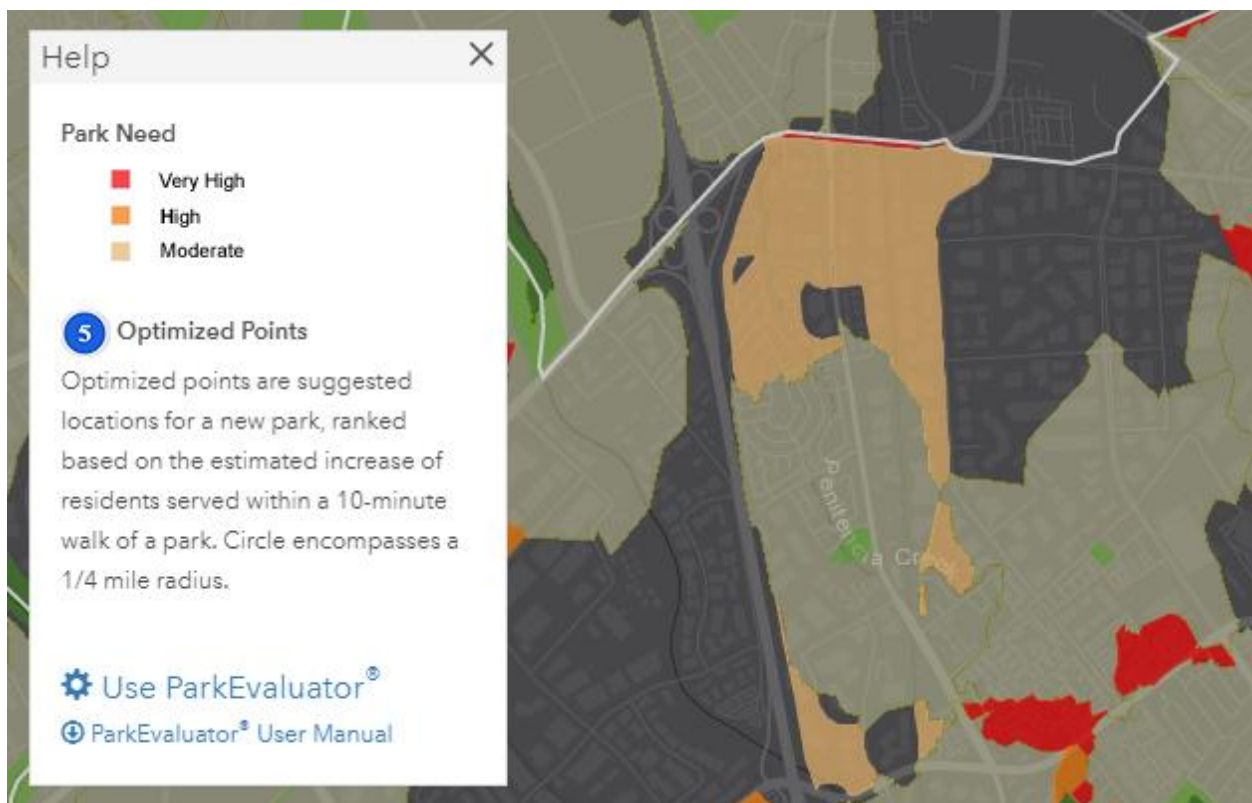 Help
Park Need
Very High
High
Moderate
5 Optimized Points
Optimized points are suggested
locations for a new park, ranked
based on the estimated increase of
residents served within a 10-minute
walk of a park. Circle encompasses a
1/4 mile radius.
Use ParkEvaluator®
ParkEvaluator® User Manual
Penitencia Creek